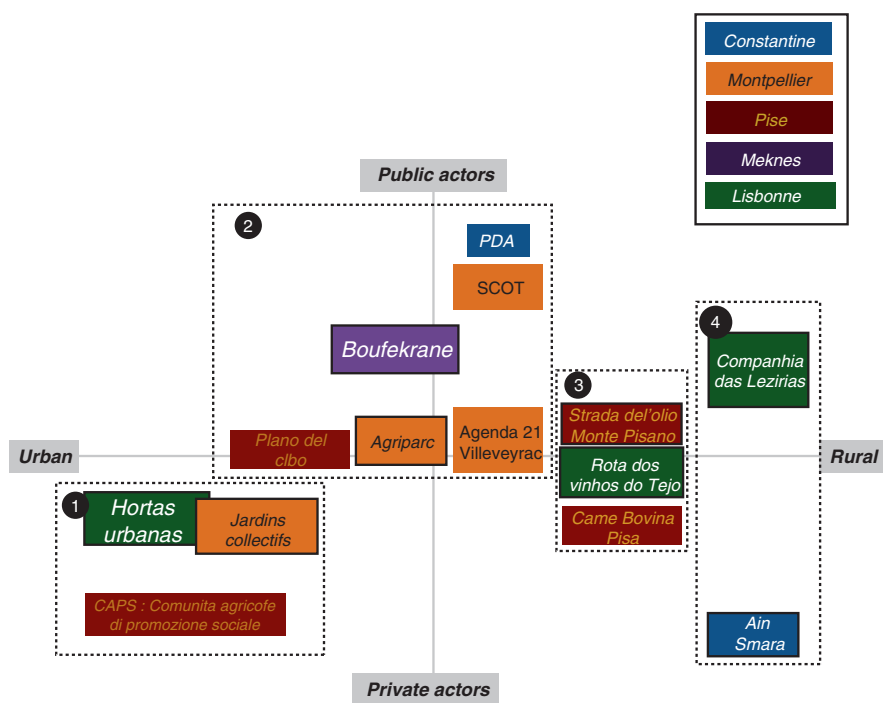 Constantine
Montpellier
Pise
Meknes
Lisbonne
Public actors
2
PDA
SCOT
Boufekrane
4
Companhia
das Lezirias
3
Strada del'olio
Monte Pisano
Plano del
clbo
Agriparc
Agenda 21
Villeveyrac
Urban
Rural
Rota dos
vinhos do Tejo
1
Hortas
urbanas
Jardins
collectifs
Came Bovina
Pisa
CAPS : Comunita agricofe
di promozione sociale
Ain
Smara
Private actors